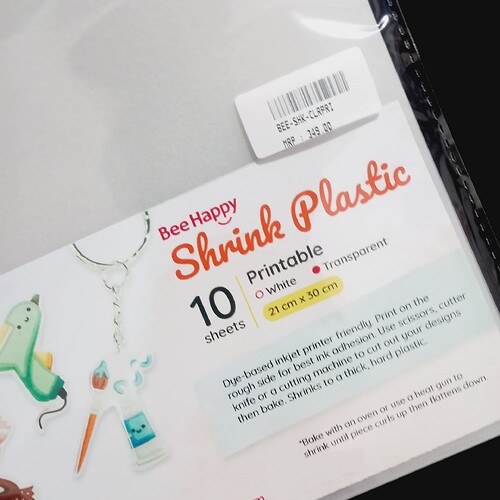 BEE-SHK-CLRPRI
MRP : 349.00
Bee Happy
Shrink Plastic
Printable
White Transparent
10
sheets
21 cm x 30 cm
Dye-based inkjet printer friendly. Print on the
rough side for best ink adhesion. Use scissors, cutter
knife or a cutting machine to cut out your designs
then bake. Shrinks to a thick, hard plastic.
*Bake with an oven or use a heat gun to
shrink until piece curls up then flattens down